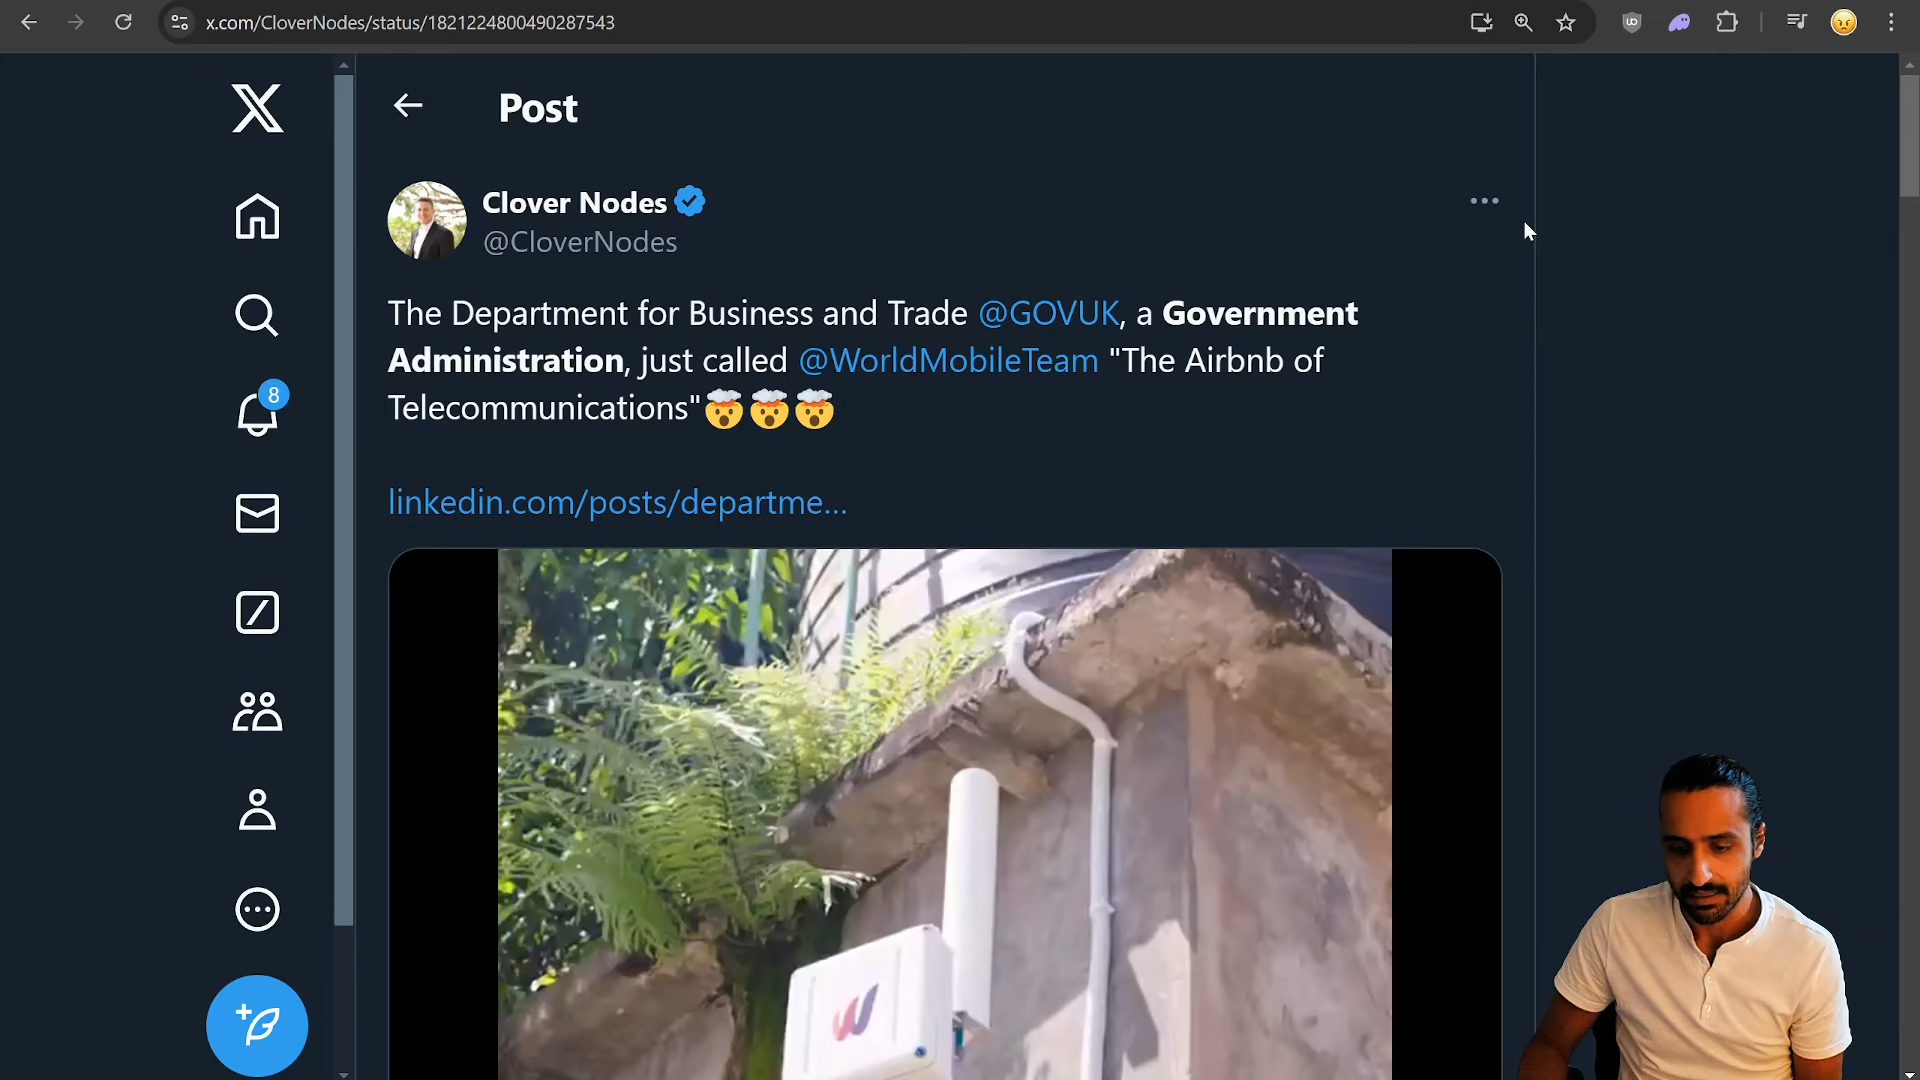 x.com/CloverNodes/status/1821224800490287543
Post
Clover Nodes
@CloverNodes
The Department for Business and Trade @GOVUK, a Government
Administration, just called @WorldMobileTeam "The Airbnb of
Telecommunications"🤯🤯🤯
linkedin.com/posts/departme...
8